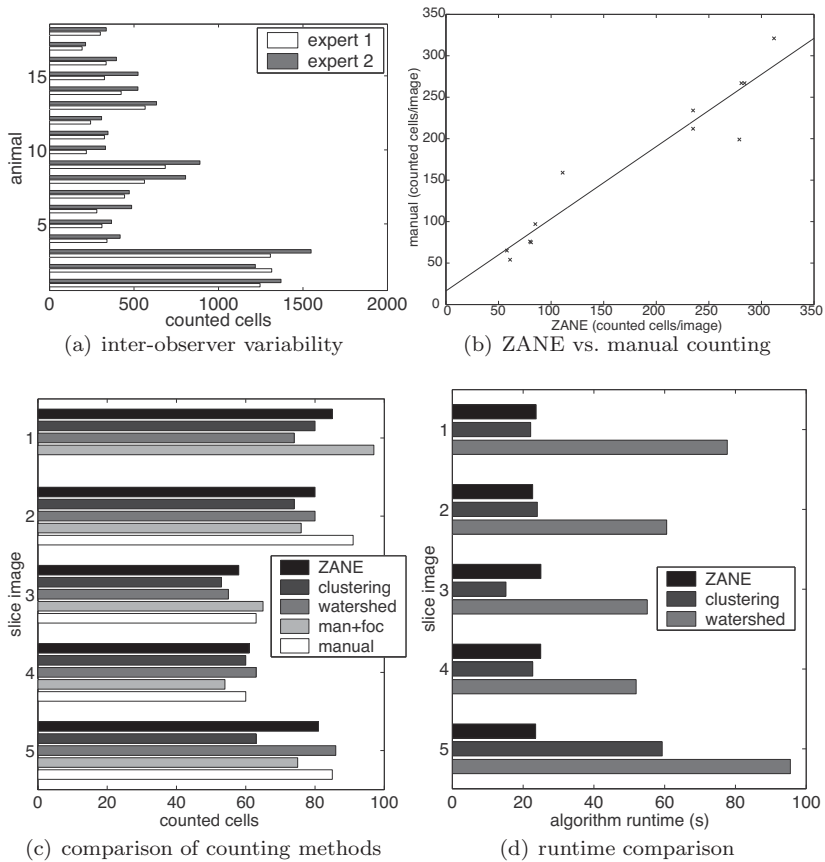 expert 1
expert 2
15
10
5
animal
0
500
1000
1500
2000
counted cells
(a) inter-observer variability
350
300
250
200
150
100
50
0
manual (counted cells/image)
0
50
100
150
200
250
300
350
ZANE (counted cells/image)
(b) ZANE vs. manual counting
1
2
3
4
5
slice image
ZANE
clustering
watershed
man+foc
manual
0
20
40
60
80
100
counted cells
(c) comparison of counting methods
1
2
3
4
5
slice image
ZANE
clustering
watershed
0
20
40
60
80
100
algorithm runtime (s)
(d) runtime comparison